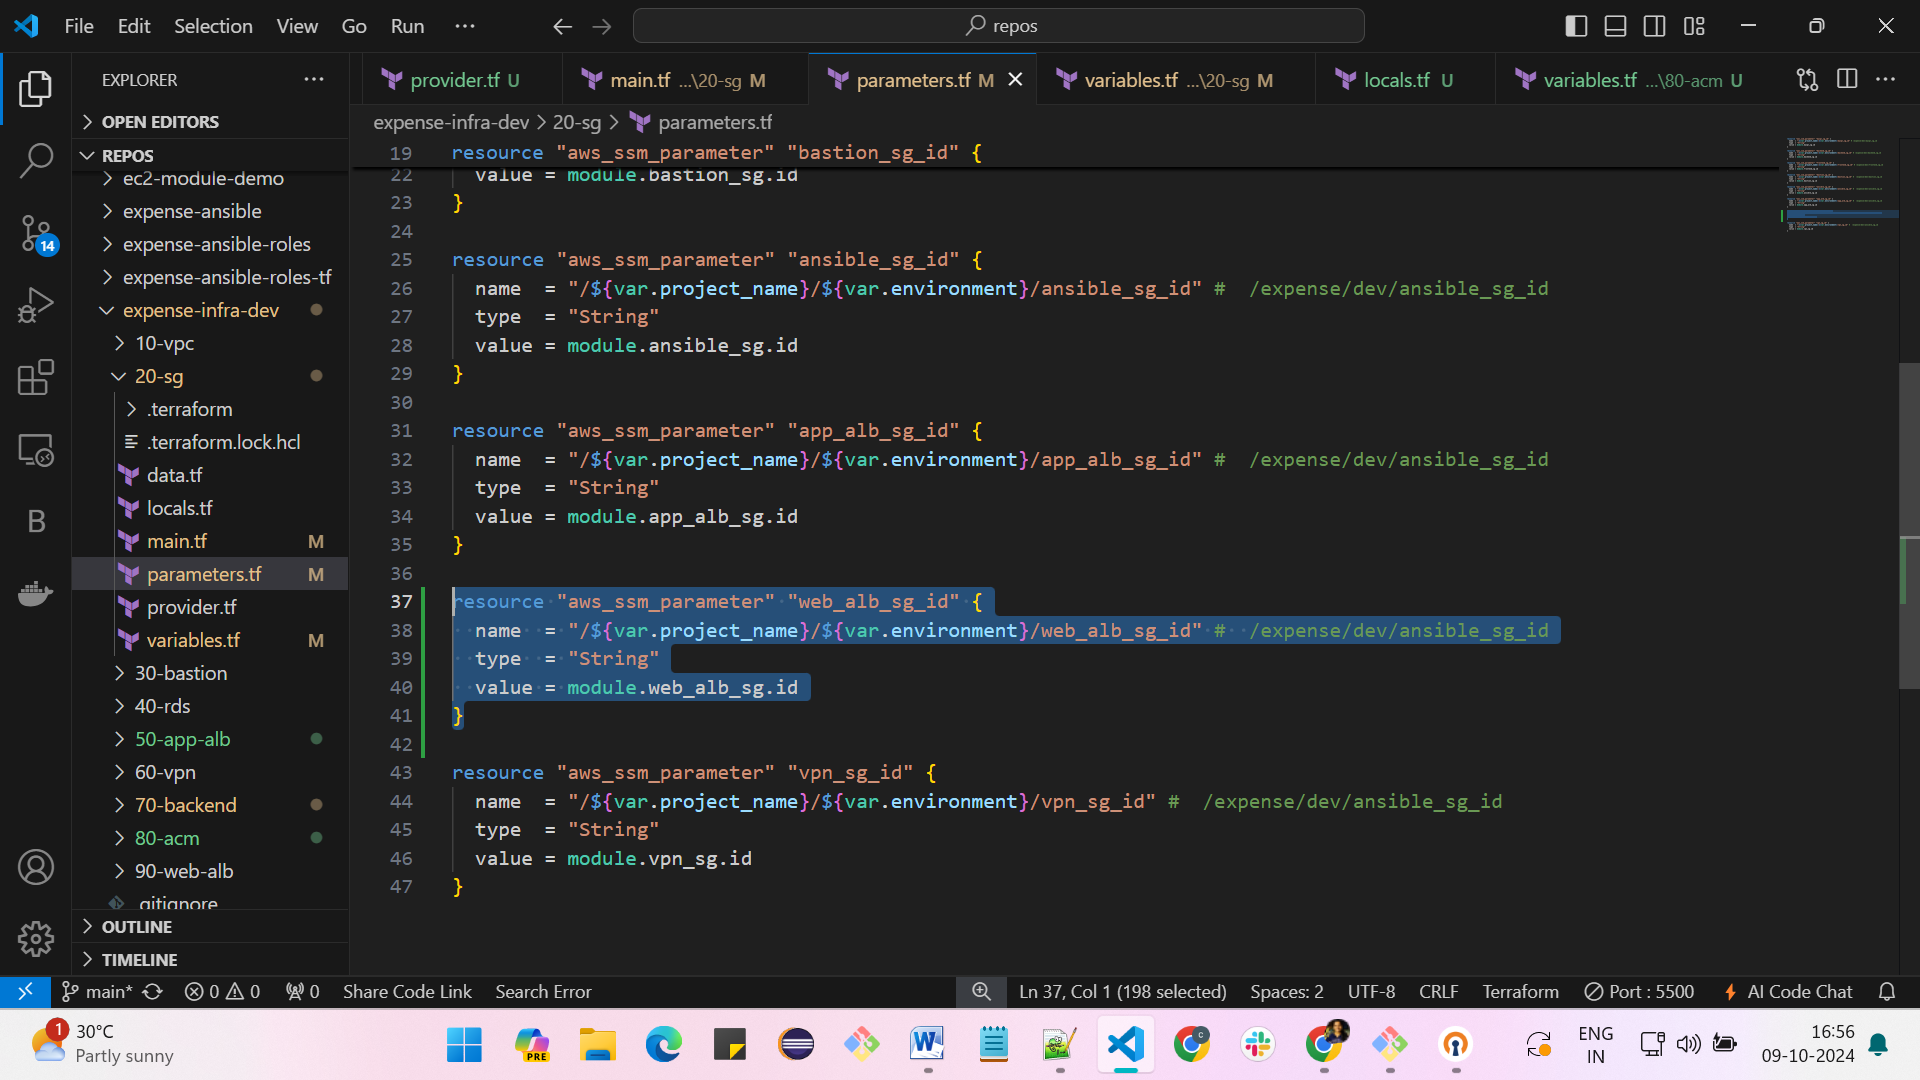 File Edit Selection View Go Run ···
repos
EXPLORER ···
OPEN EDITORS
REPOS
ec2-module-demo
expense-ansible
14
expense-ansible-roles
expense-ansible-roles-tf
expense-infra-dev
10-vpc
20-sg
.terraform
.terraform.lock.hcl
data.tf
locals.tf
main.tf M
parameters.tf M
provider.tf
variables.tf M
30-bastion
40-rds
50-app-alb
60-vpn
70-backend
80-acm
90-web-alb
.gitignore
OUTLINE
TIMELINE
B
provider.tf U main.tf ...\20-sg M parameters.tf M variables.tf ...\20-sg M locals.tf U variables.tf ...\80-acm U
expense-infra-dev > 20-sg > parameters.tf
19 resource "aws_ssm_parameter" "bastion_sg_id" {
22 value = module.bastion_sg.id
23 }
24
25 resource "aws_ssm_parameter" "ansible_sg_id" {
26 name = "/${var.project_name}/${var.environment}/ansible_sg_id" # /expense/dev/ansible_sg_id
27 type = "String"
28 value = module.ansible_sg.id
29 }
30
31 resource "aws_ssm_parameter" "app_alb_sg_id" {
32 name = "/${var.project_name}/${var.environment}/app_alb_sg_id" # /expense/dev/ansible_sg_id
33 type = "String"
34 value = module.app_alb_sg.id
35 }
36
37 resource "aws_ssm_parameter" "web_alb_sg_id" {
38 name = "/${var.project_name}/${var.environment}/web_alb_sg_id" # /expense/dev/ansible_sg_id
39 type = "String"
40 value = module.web_alb_sg.id
41 }
42
43 resource "aws_ssm_parameter" "vpn_sg_id" {
44 name = "/${var.project_name}/${var.environment}/vpn_sg_id" # /expense/dev/ansible_sg_id
45 type = "String"
46 value = module.vpn_sg.id
47 }
main* 0 0 0 Share Code Link Search Error Ln 37, Col 1 (198 selected) Spaces: 2 UTF-8 CRLF Terraform Port : 5500 AI Code Chat
1 30°C
Partly sunny
PRE
W
C
ENG
IN
16:56
09-10-2024